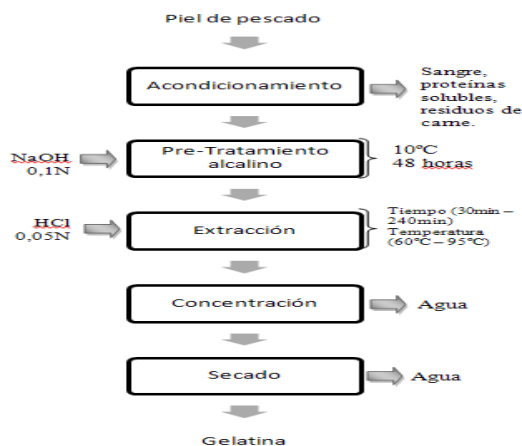 Piel de pescado
Acondicionamiento
Sangre,
proteínas
solubles,
residuos de
carne.
NaOH
0,1N
Pre-Tratamiento
alcalino
10°C
48 horas
HCl
0,05N
Extracción
Tiempo (30min –
240min)
Temperatura
(60°C – 95°C)
Concentración
Agua
Secado
Agua
Gelatina